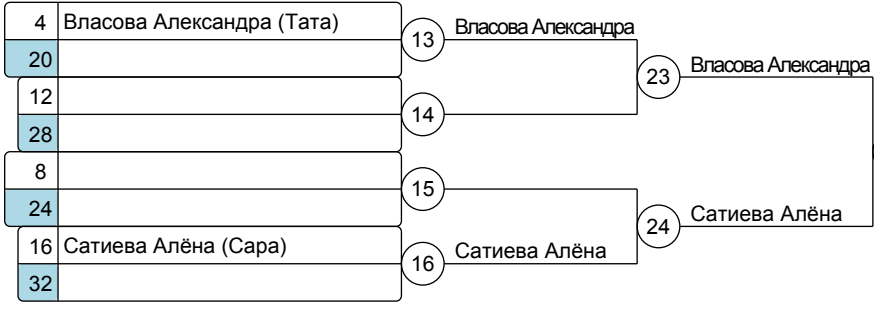 4 Власова Александра (Тата)
20
12
28
8
24
16 Сатиева Алёна (Сара)
32
13 Власова Александра
14
15
16 Сатиева Алёна
23 Власова Александра
24 Сатиева Алёна